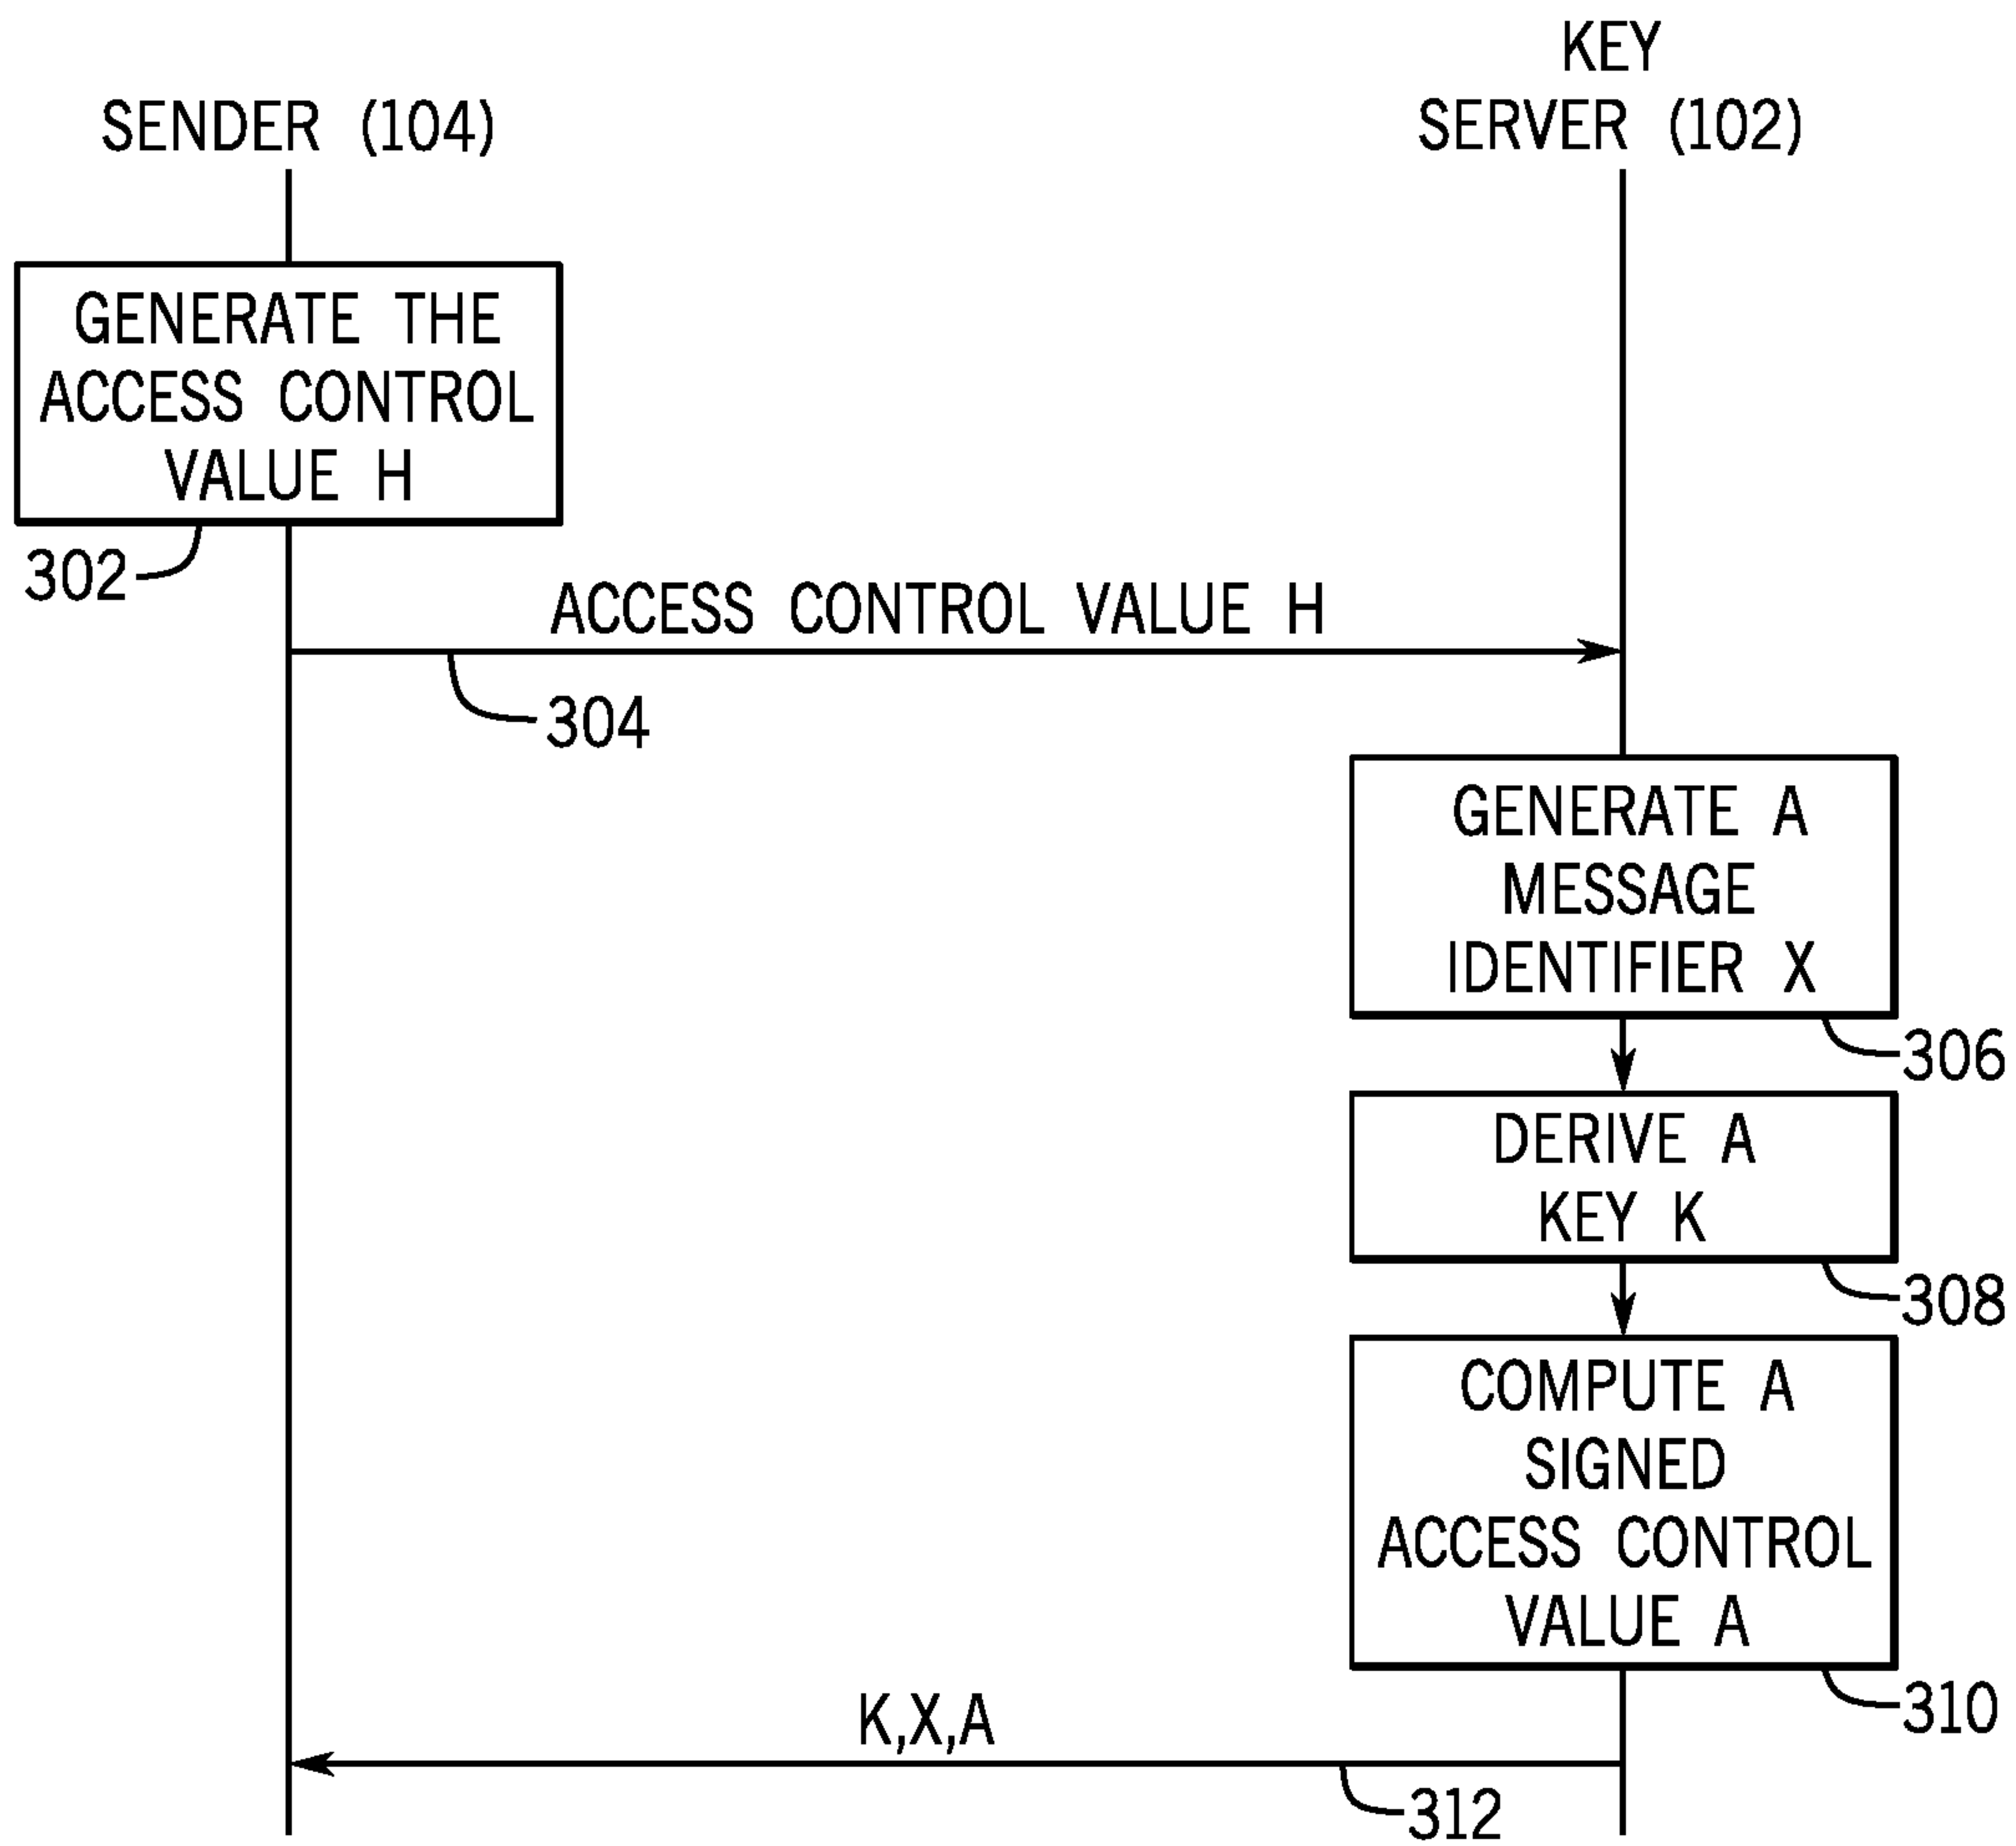 KEY
SENDER (104)
SERVER (102)
GENERATE THE
ACCESS CONTROL
VALUE H
302
ACCESS CONTROL VALUE H
304
GENERATE A
MESSAGE
IDENTIFIER X
306
DERIVE A
KEY K
308
COMPUTE A
SIGNED
ACCESS CONTROL
VALUE A
310
K,X,A
312